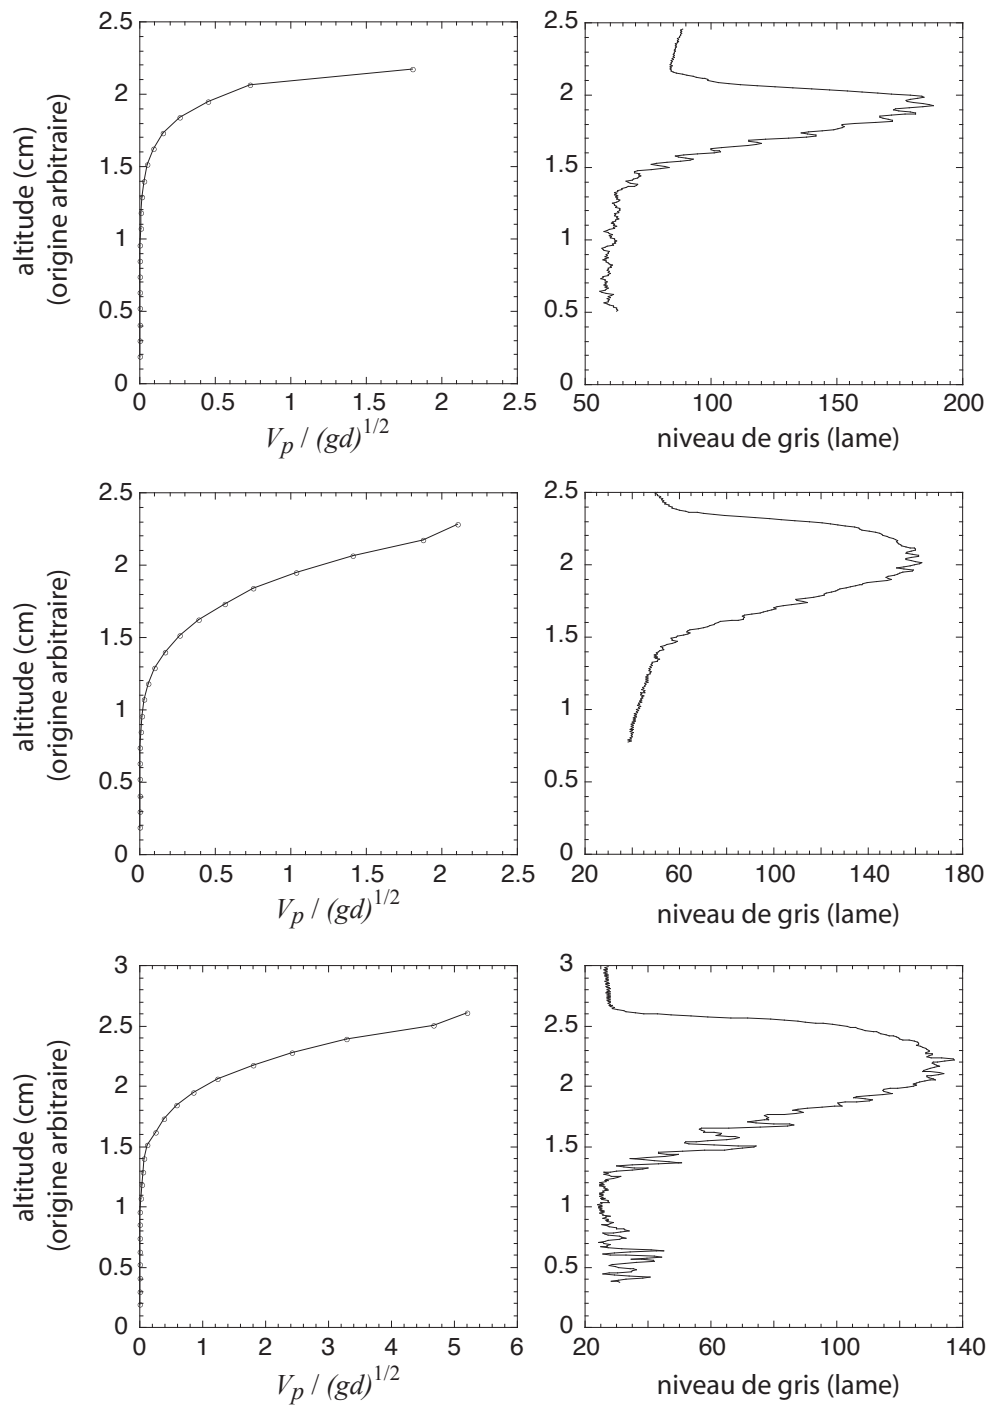 2.5
2
1.5
1
0.5
0
altitude (cm)
(origine arbitraire)
0 0.5 1 1.5 2 2.5
V_p / (gd)^1/2
2.5
2
1.5
1
0.5
0
50 100 150 200
niveau de gris (lame)
2.5
2
1.5
1
0.5
0
altitude (cm)
(origine arbitraire)
0 0.5 1 1.5 2 2.5
V_p / (gd)^1/2
2.5
2
1.5
1
0.5
0
20 60 100 140 180
niveau de gris (lame)
3
2.5
2
1.5
1
0.5
0
altitude (cm)
(origine arbitraire)
0 1 2 3 4 5 6
V_p / (gd)^1/2
3
2.5
2
1.5
1
0.5
0
20 60 100 140
niveau de gris (lame)